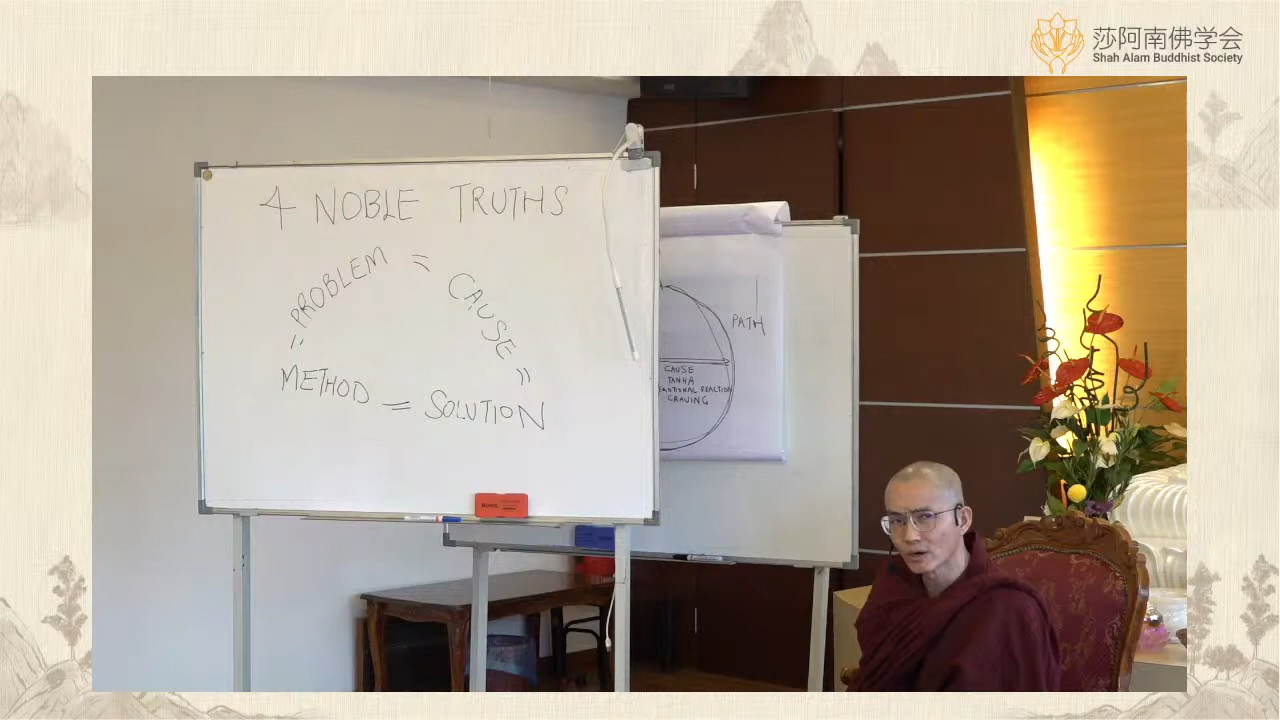 莎阿南佛学会
Shah Alam Buddhist Society
4 NOBLE TRUTHS
PROBLEM =
CAUSE =
SOLUTION
= METHOD =
PATH
CAUSE
TANHA
REACTION
CRAVING